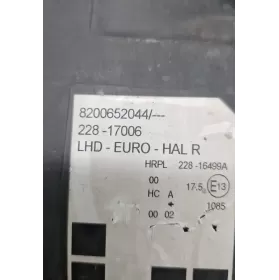 8200652044/---
228 -17006
LHD - EURO - HAL R
HRPL 228 -16499A
00 17.5 E13
HC A
1085
00 02